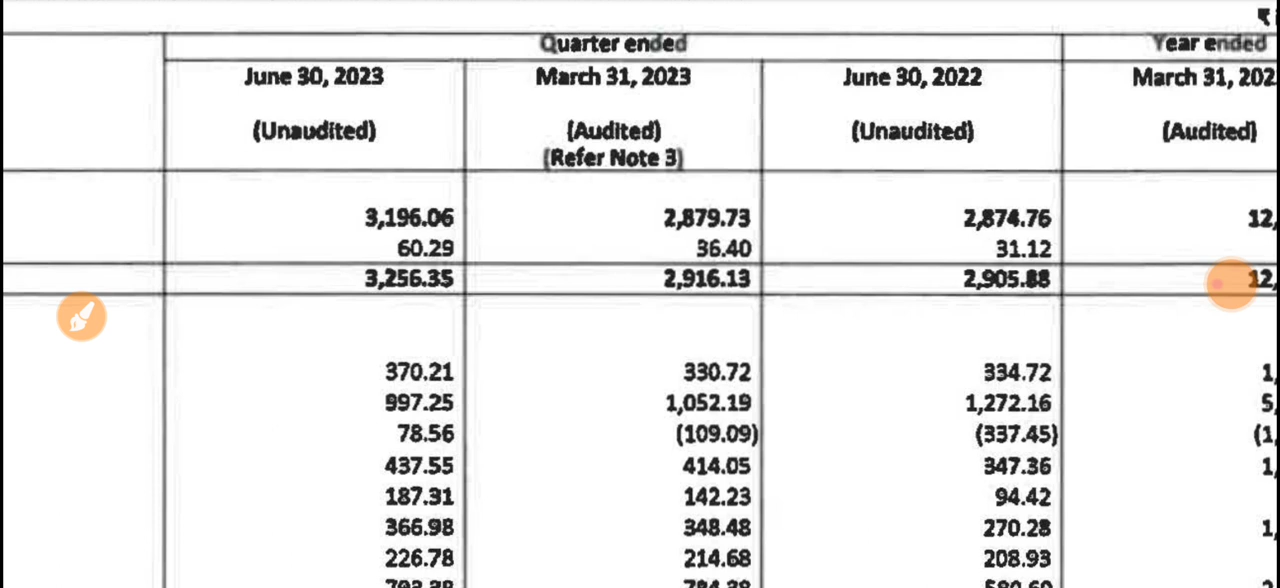 ₹
Quarter ended Year ended
June 30, 2023 March 31, 2023 June 30, 2022 March 31, 202
(Unaudited) (Audited) (Unaudited) (Audited)
(Refer Note 3)
3,196.06 2,879.73 2,874.76 12,
60.29 36.40 31.12
3,256.35 2,916.13 2,905.88 12,
370.21 330.72 334.72 1,
997.25 1,052.19 1,272.16 5,
78.56 (109.09) (337.45) (1
437.55 414.05 347.36 1,
187.31 142.23 94.42
366.98 348.48 270.28 1,
226.78 214.68 208.93